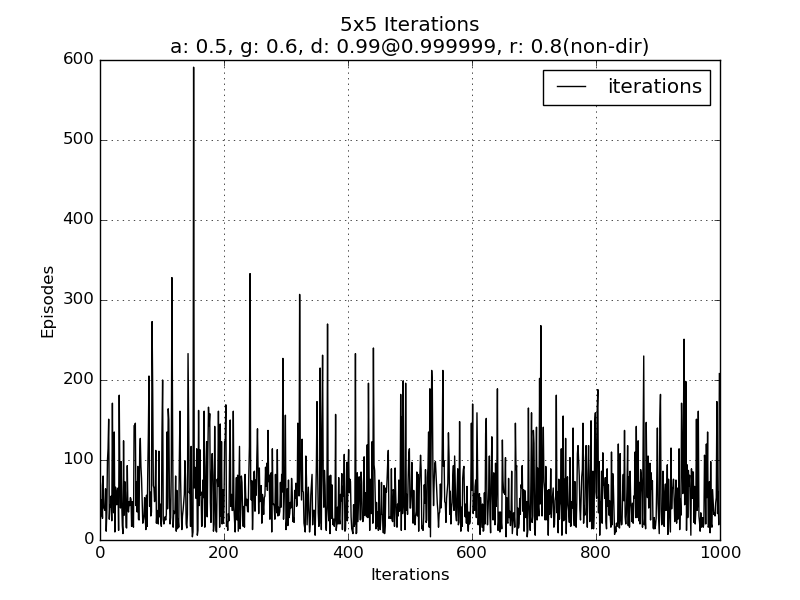 5x5 Iterations
a: 0.5, g: 0.6, d: 0.99@0.999999, r: 0.8(non-dir)
600
iterations
500
400
300
200
100
0
Episodes
0 200 400 600 800 1000
Iterations